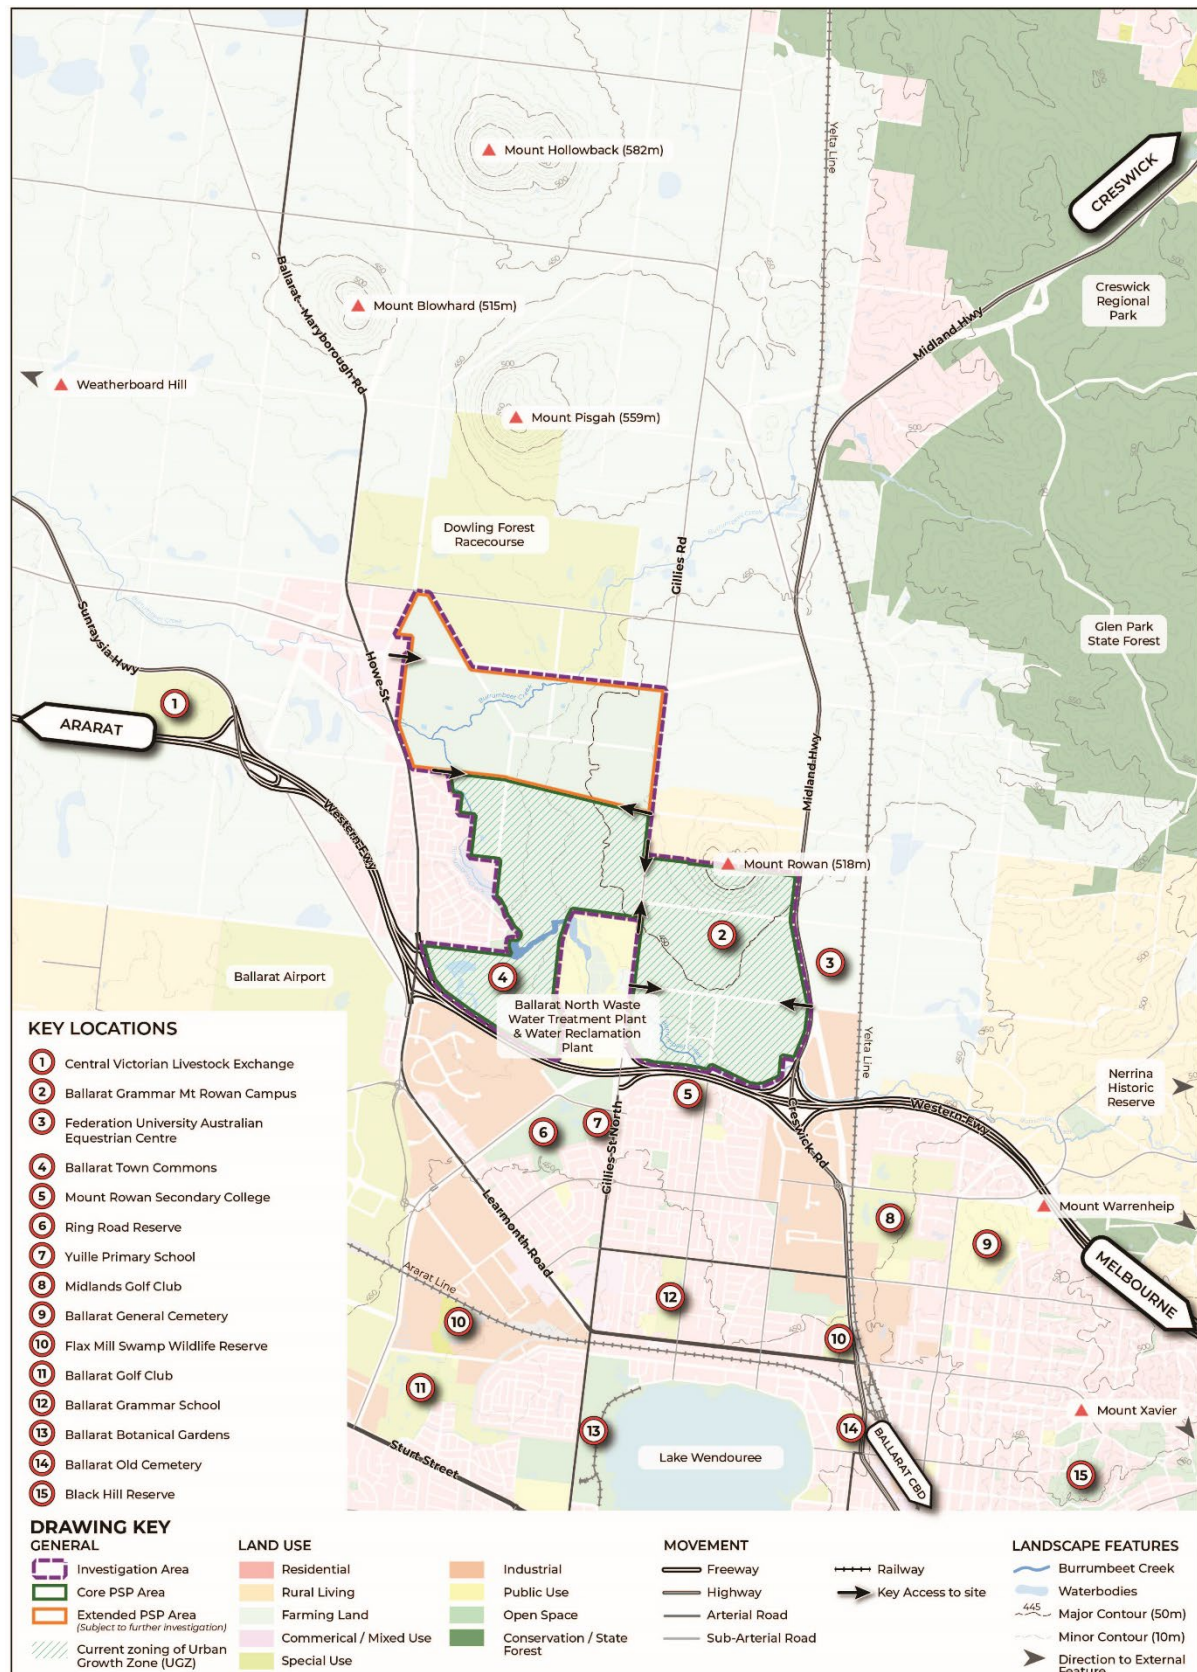 Mount Hollowback (582m)
500
Yelta Line
CRESWICK
Creswick
Regional
Park
Ballarat-Maryborough Rd
450
500
Mount Blowhard (515m)
Midland Hwy
Weatherboard Hill
450
500
Mount Pisgah (559m)
500
Dowling Forest
Racecourse
Gillies Rd
450
Sunraysia Hwy
Glen Park
State Forest
Howe St
Burrumbeet Creek
1
ARARAT
Midland Hwy
Western Fwy
Mount Rowan (518m)
2
3
450
4
Ballarat Airport
Ballarat North Waste
Water Treatment Plant
& Water Reclamation
Plant
Yelta Line
Nerrina
Historic
Reserve
5
Creswick Rd
Western Fwy
6
7
Gillies-St-North
Learmonth Road
8
9
Mount Warrenheip
MELBOURNE
Ararat Line
10
12
450
10
11
13
14
Mount Xavier
Lake Wendouree
BALLARAT CBD
15
Sturt Street
KEY LOCATIONS
1 Central Victorian Livestock Exchange
2 Ballarat Grammar Mt Rowan Campus
3 Federation University Australian
Equestrian Centre
4 Ballarat Town Commons
5 Mount Rowan Secondary College
6 Ring Road Reserve
7 Yuille Primary School
8 Midlands Golf Club
9 Ballarat General Cemetery
10 Flax Mill Swamp Wildlife Reserve
11 Ballarat Golf Club
12 Ballarat Grammar School
13 Ballarat Botanical Gardens
14 Ballarat Old Cemetery
15 Black Hill Reserve
DRAWING KEY
GENERAL
Investigation Area
Core PSP Area
Extended PSP Area
(Subject to further investigation)
Current zoning of Urban
Growth Zone (UGZ)
LAND USE
Residential
Rural Living
Farming Land
Commerical / Mixed Use
Special Use
Industrial
Public Use
Open Space
Conservation / State
Forest
MOVEMENT
Freeway
Highway
Arterial Road
Sub-Arterial Road
Railway
Key Access to site
LANDSCAPE FEATURES
Burrumbeet Creek
Waterbodies
445
Major Contour (50m)
Minor Contour (10m)
Direction to External
Feature